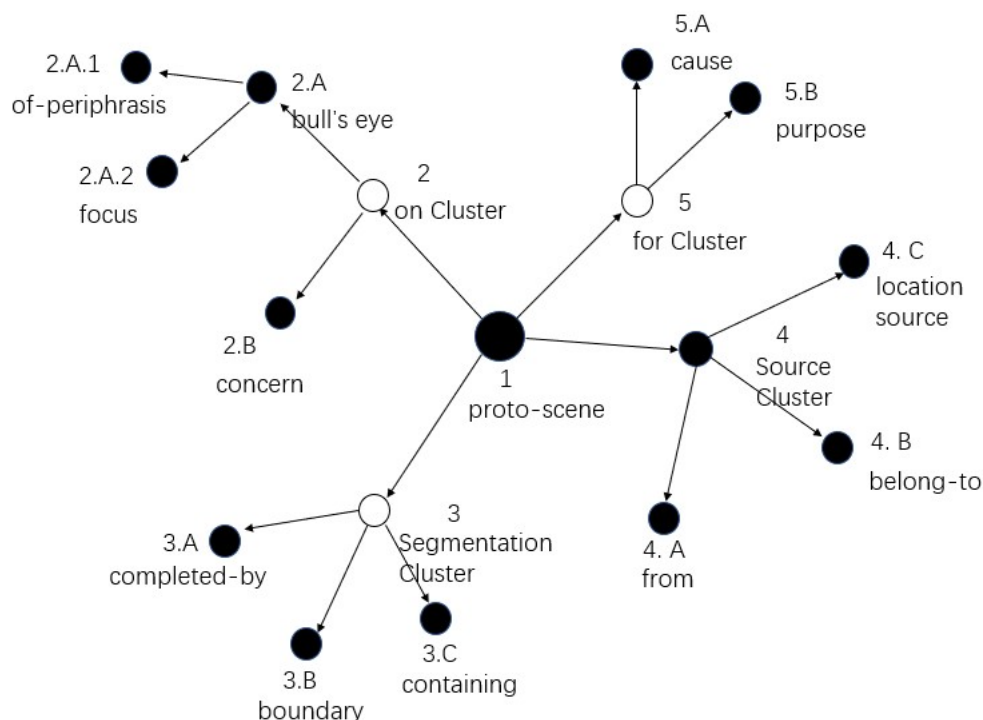 5.A
cause
2.A.1
of-periphrasis
2.A
bull's eye
5.B
purpose
2.A.2
focus
2
on Cluster
5
for Cluster
4. C
location
source
2.B
concern
1
proto-scene
4
Source
Cluster
4. B
belong-to
3.A
completed-by
3
Segmentation
Cluster
4. A
from
3.B
boundary
3.C
containing